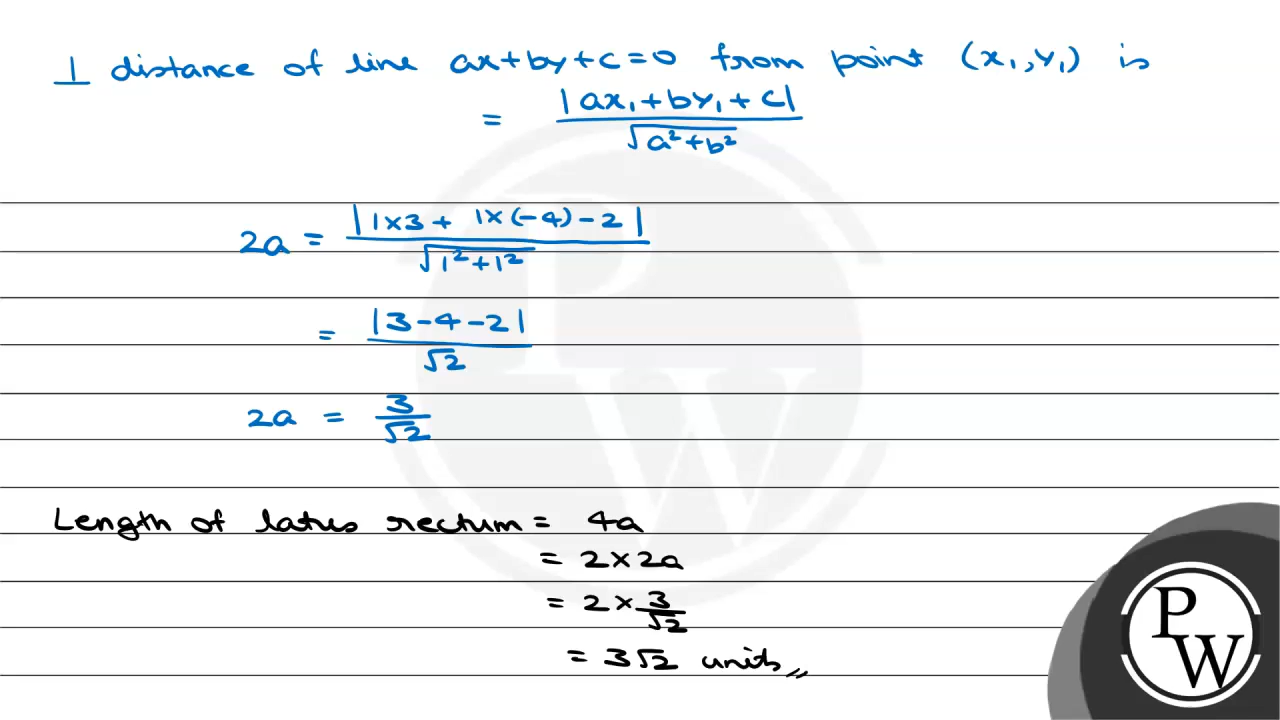 ⊥ distance of line ax+by+c=0 from point (x₁,y₁) is
= |ax₁+by₁+c| / √(a²+b²)
2a = |1×3 + 1×(-4)-2| / √(1²+1²)
= |3-4-2| / √2
2a = 3/√2
Length of latus rectum = 4a
= 2×2a
= 2×3/√2
= 3√2 units
P
W
P
W